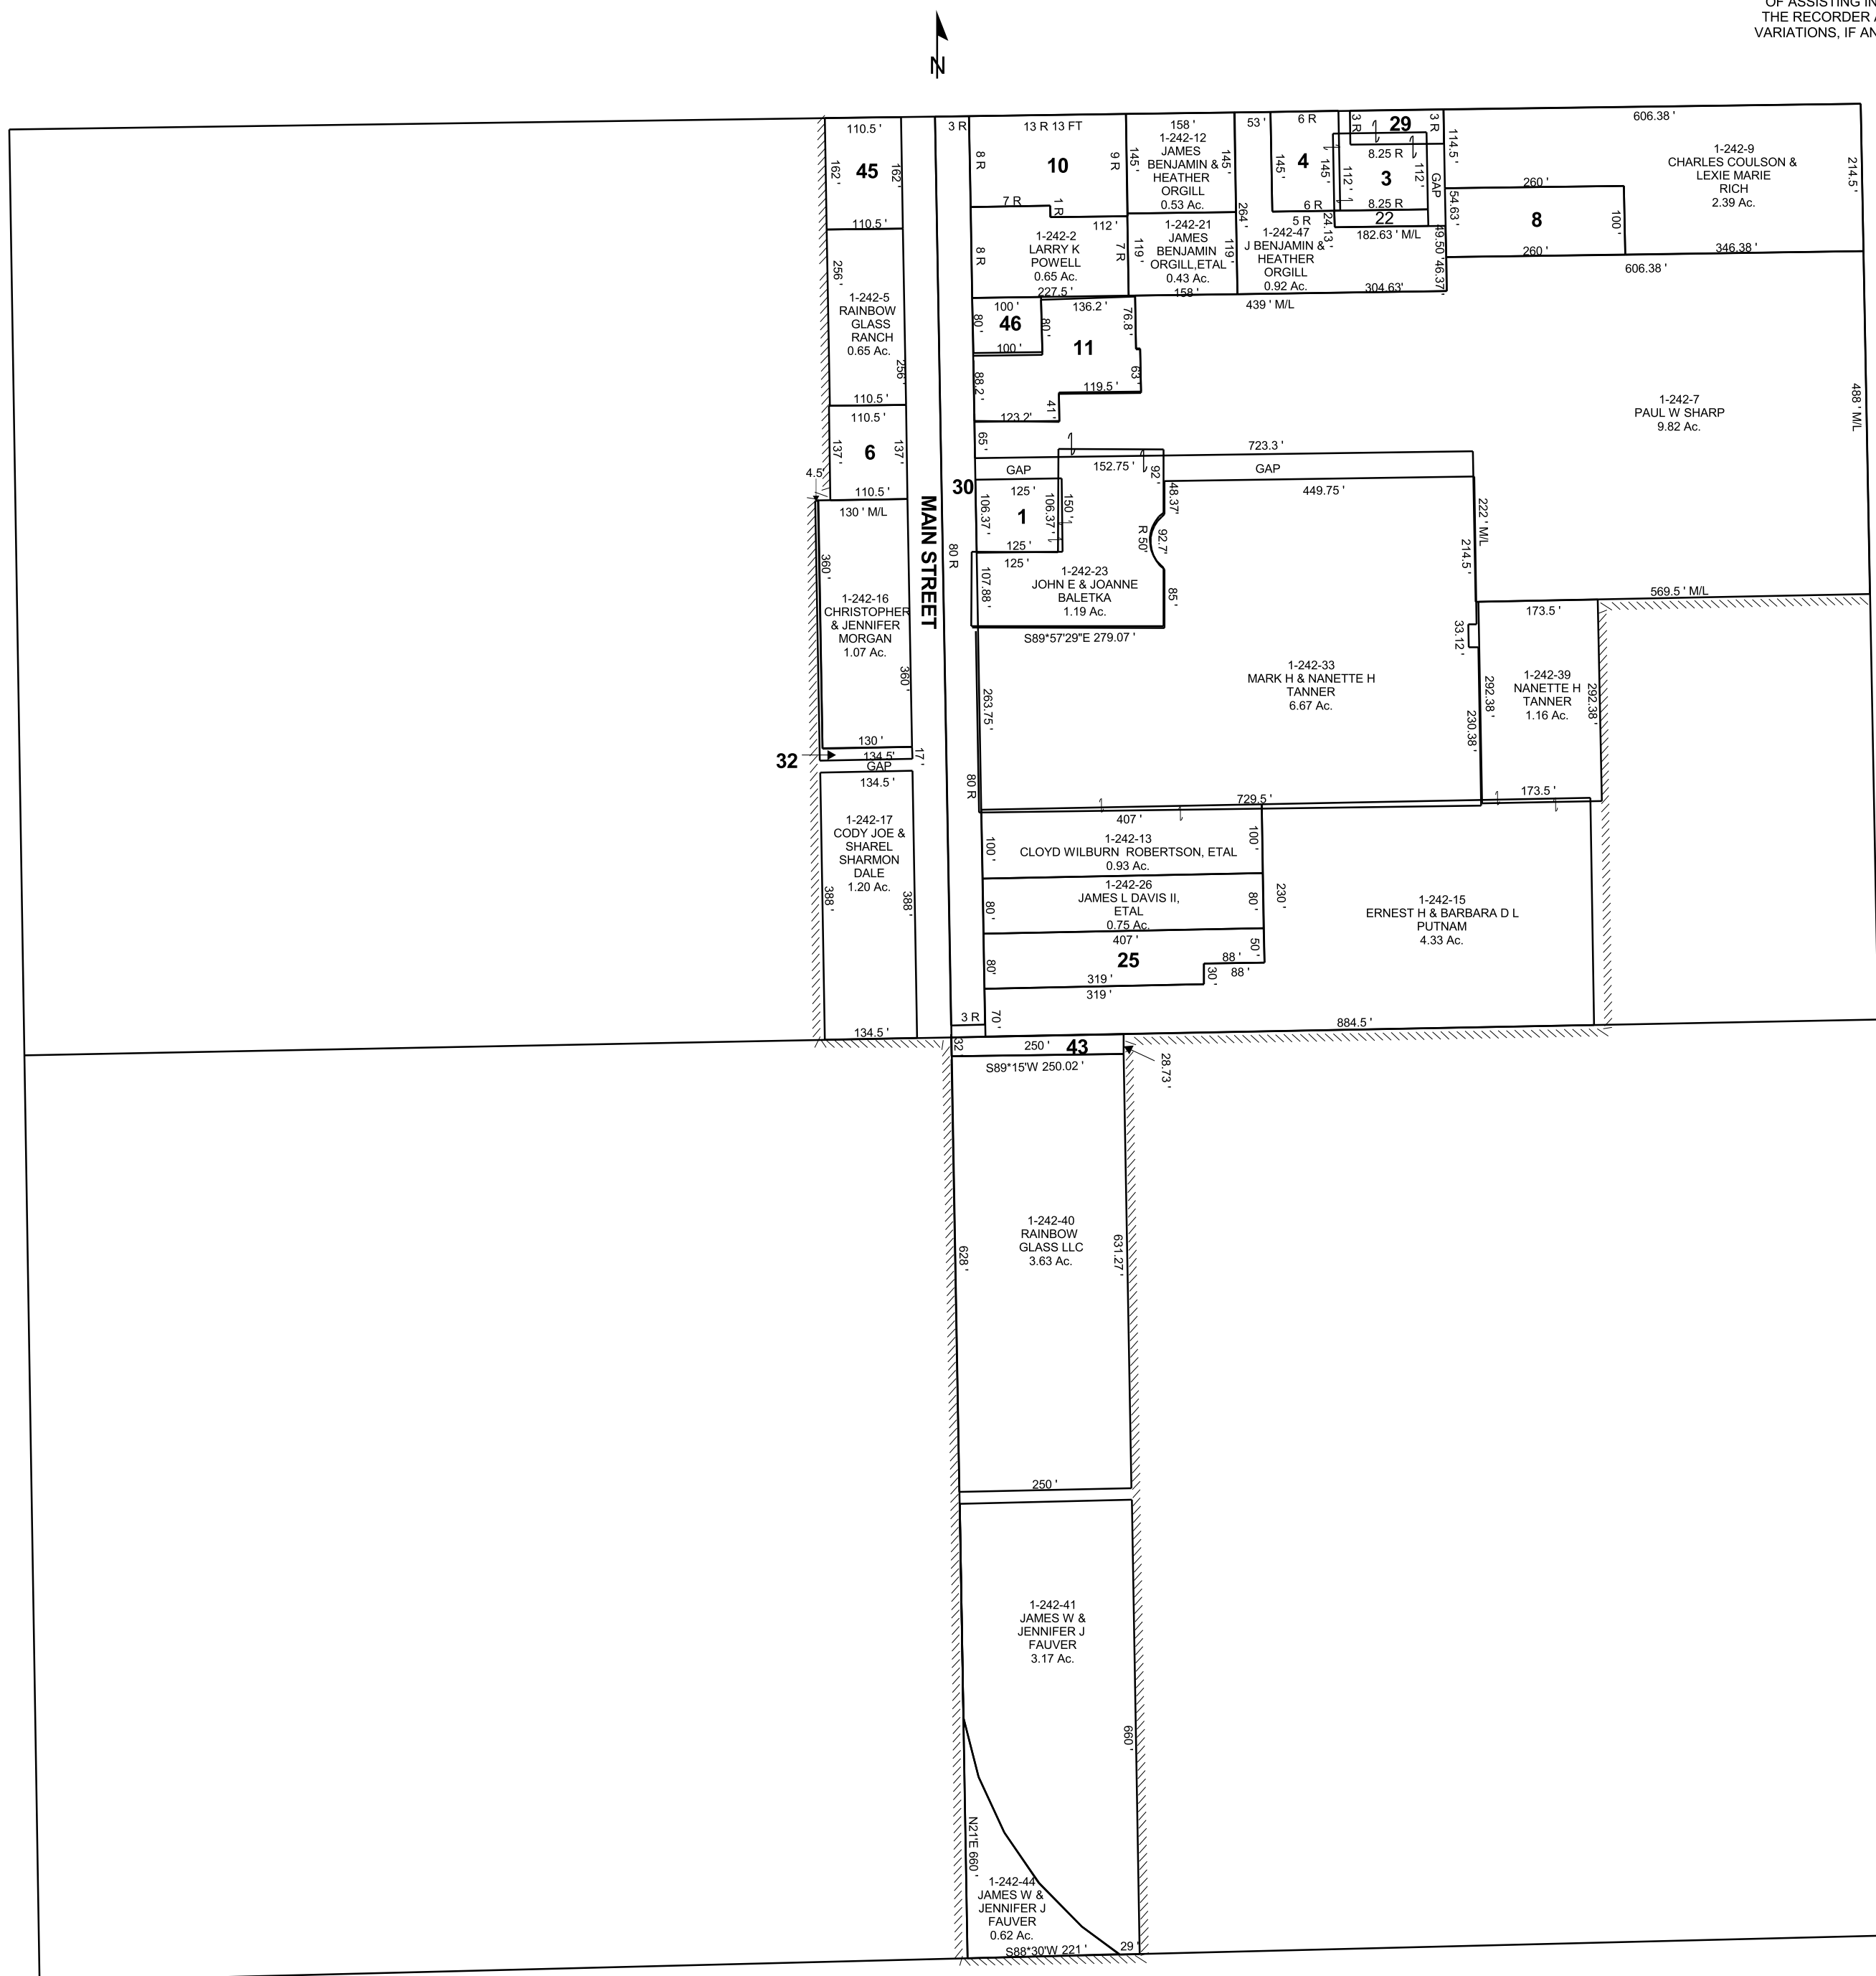 OF ASSISTING IN
THE RECORDER A
VARIATIONS, IF AN
N
110.5 '
162 '
45
162 '
110.5 '
256 '
1-242-5
RAINBOW
GLASS
RANCH
0.65 Ac.
256 '
110.5 '
110.5 '
137 '
6
137 '
4.5'
110.5 '
130 ' M/L
360 '
1-242-16
CHRISTOPHER
& JENNIFER
MORGAN
1.07 Ac.
360 '
130 '
32
134.5'
17 '
GAP
134.5 '
1-242-17
CODY JOE &
SHAREL
SHARMON
DALE
1.20 Ac.
388 '
388 '
134.5 '
MAIN STREET
3 R
30
80 R
80 R
3 R
13 R 13 FT
8 R
10
9 R
7 R
1 R
112 '
8 R
1-242-2
LARRY K
POWELL
0.65 Ac.
7 R
227.5 '
158 '
145 '
1-242-12
JAMES
BENJAMIN &
HEATHER
ORGILL
0.53 Ac.
145 '
119 '
1-242-21
JAMES
BENJAMIN
ORGILL,ETAL
0.43 Ac.
119 '
158 '
53 '
264 '
6 R
145 '
4
145 '
6 R
5 R
24.13 '
1-242-47
J BENJAMIN &
HEATHER
ORGILL
0.92 Ac.
304.63'
439 ' M/L
3 R
29
3 R
8.25 R
112 '
3
112 '
8.25 R
GAP
22
182.63 ' M/L
49.50 '
46.37'
114.5 '
54.63 '
606.38 '
1-242-9
CHARLES COULSON &
LEXIE MARIE
RICH
2.39 Ac.
214.5 '
260 '
8
100 '
260 '
346.38 '
606.38 '
100 '
80 '
46
80 '
100 '
136.2 '
76.8 '
11
63 '
88.2 '
119.5 '
41 '
123.2'
65 '
1-242-7
PAUL W SHARP
9.82 Ac.
488 ' M/L
723.3 '
GAP
152.75 '
92 '
GAP
125 '
106.37 '
1
106.37 '
150 '
125 '
125 '
107.88 '
48.37'
R 50'
92.7'
85 '
1-242-23
JOHN E & JOANNE
BALETKA
1.19 Ac.
S89*57'29"E 279.07 '
449.75 '
222 ' M/L
214.5 '
569.5 ' M/L
33.12 '
263.75 '
1-242-33
MARK H & NANETTE H
TANNER
6.67 Ac.
230.38 '
173.5 '
292.38 '
1-242-39
NANETTE H
TANNER
1.16 Ac.
292.38 '
173.5 '
729.5 '
407 '
100 '
1-242-13
CLOYD WILBURN ROBERTSON, ETAL
0.93 Ac.
100 '
80 '
1-242-26
JAMES L DAVIS II,
ETAL
0.75 Ac.
80 '
230 '
407 '
80'
25
50 '
88 '
30 '
88 '
319 '
319 '
1-242-15
ERNEST H & BARBARA D L
PUTNAM
4.33 Ac.
70 '
884.5 '
32 '
250 '
43
28.73 '
S89*15'W 250.02 '
1-242-40
RAINBOW
GLASS LLC
3.63 Ac.
628 '
631.27 '
250 '
1-242-41
JAMES W &
JENNIFER J
FAUVER
3.17 Ac.
660 '
N21'E 660 '
1-242-44
JAMES W &
JENNIFER J
FAUVER
0.62 Ac.
S88*30'W 221 '
29 '